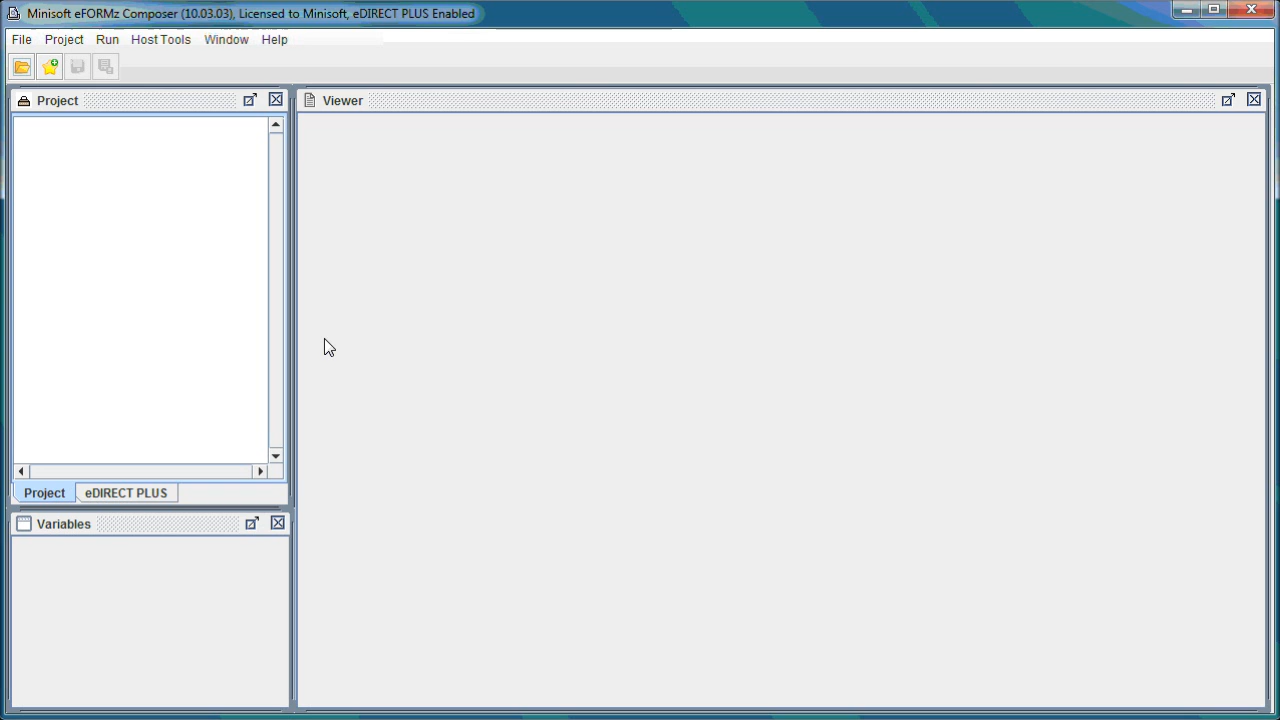 Minisoft eFORMz Composer (10.03.03), Licensed to Minisoft, eDIRECT PLUS Enabled
File Project Run Host Tools Window Help
Project
Viewer
Project eDIRECT PLUS
Variables